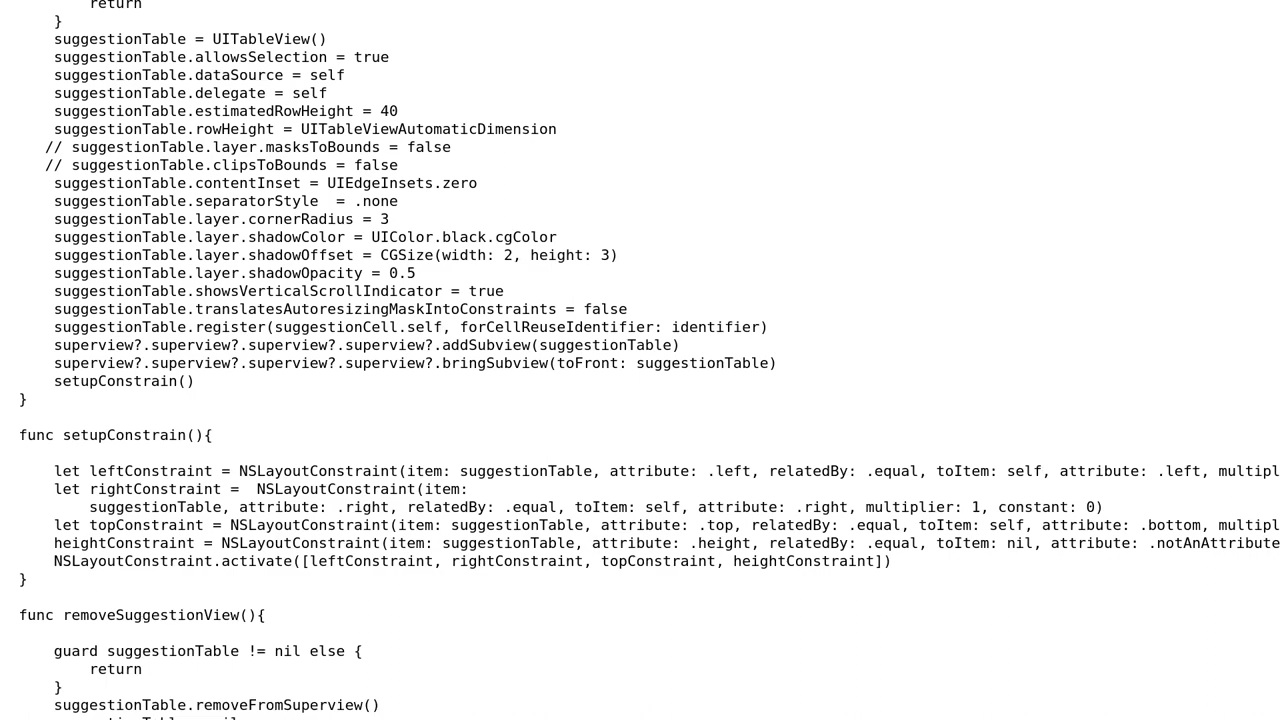 return
}
suggestionTable = UITableView()
suggestionTable.allowsSelection = true
suggestionTable.dataSource = self
suggestionTable.delegate = self
suggestionTable.estimatedRowHeight = 40
suggestionTable.rowHeight = UITableViewAutomaticDimension
// suggestionTable.layer.masksToBounds = false
// suggestionTable.clipsToBounds = false
suggestionTable.contentInset = UIEdgeInsets.zero
suggestionTable.separatorStyle  = .none
suggestionTable.layer.cornerRadius = 3
suggestionTable.layer.shadowColor = UIColor.black.cgColor
suggestionTable.layer.shadowOffset = CGSize(width: 2, height: 3)
suggestionTable.layer.shadowOpacity = 0.5
suggestionTable.showsVerticalScrollIndicator = true
suggestionTable.translatesAutoresizingMaskIntoConstraints = false
suggestionTable.register(suggestionCell.self, forCellReuseIdentifier: identifier)
superview?.superview?.superview?.superview?.addSubview(suggestionTable)
superview?.superview?.superview?.superview?.bringSubview(toFront: suggestionTable)
setupConstrain()
}
func setupConstrain(){
let leftConstraint = NSLayoutConstraint(item: suggestionTable, attribute: .left, relatedBy: .equal, toItem: self, attribute: .left, multipl
let rightConstraint =  NSLayoutConstraint(item:
suggestionTable, attribute: .right, relatedBy: .equal, toItem: self, attribute: .right, multiplier: 1, constant: 0)
let topConstraint = NSLayoutConstraint(item: suggestionTable, attribute: .top, relatedBy: .equal, toItem: self, attribute: .bottom, multipl
heightConstraint = NSLayoutConstraint(item: suggestionTable, attribute: .height, relatedBy: .equal, toItem: nil, attribute: .notAnAttribute
NSLayoutConstraint.activate([leftConstraint, rightConstraint, topConstraint, heightConstraint])
}
func removeSuggestionView(){
guard suggestionTable != nil else {
return
}
suggestionTable.removeFromSuperview()